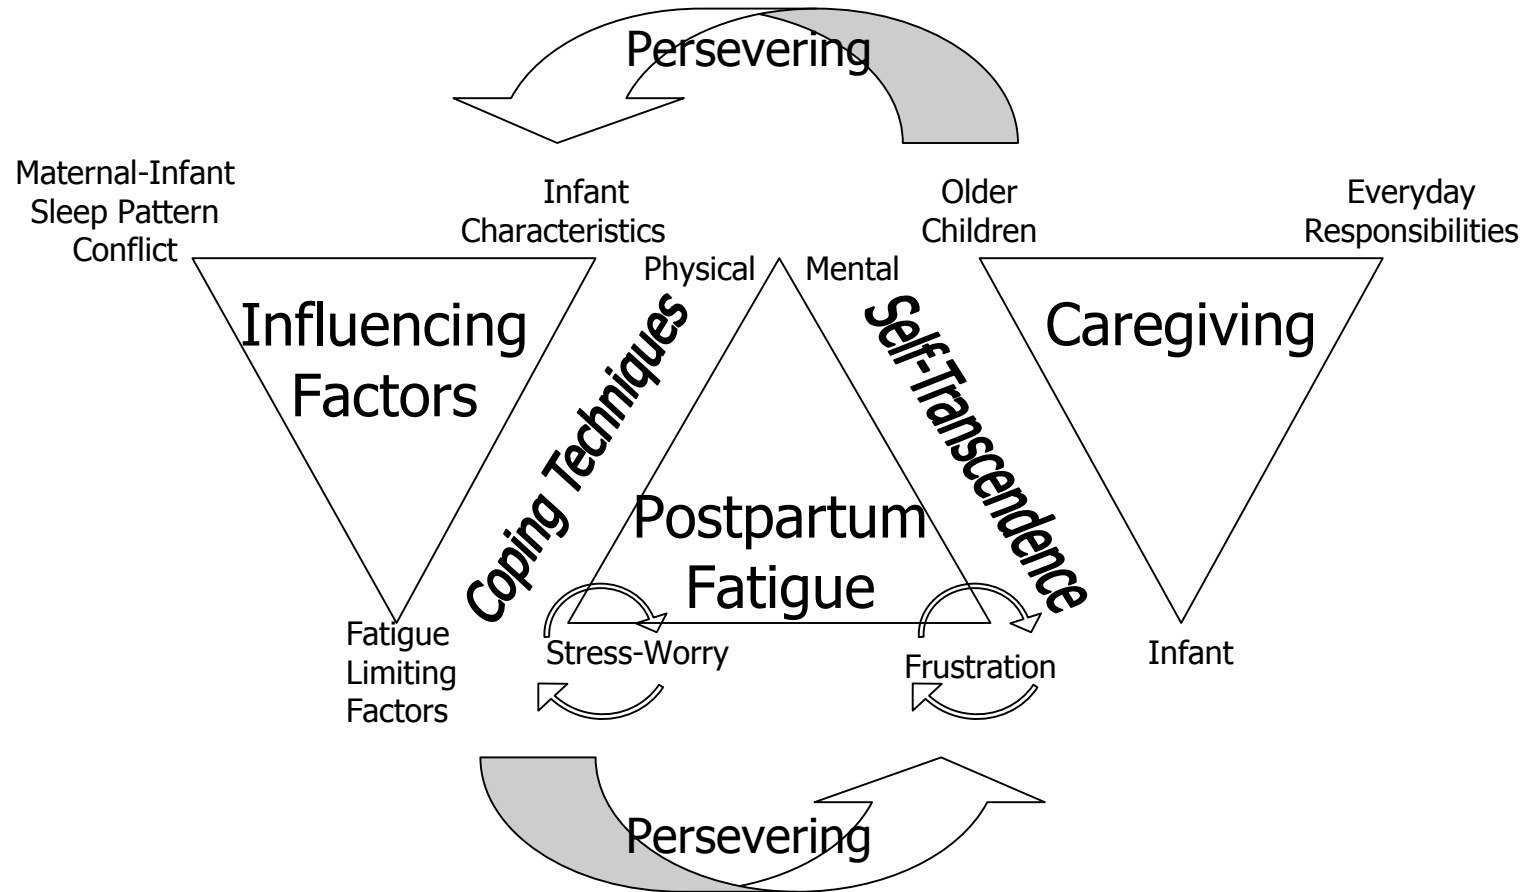 Persevering
Maternal-Infant
Sleep Pattern
Conflict
Infant
Characteristics
Older
Children
Everyday
Responsibilities
Physical
Mental
Influencing
Factors
Coping Techniques
Self-Transcendence
Caregiving
Postpartum
Fatigue
Fatigue
Limiting
Factors
Stress-Worry
Frustration
Infant
Persevering